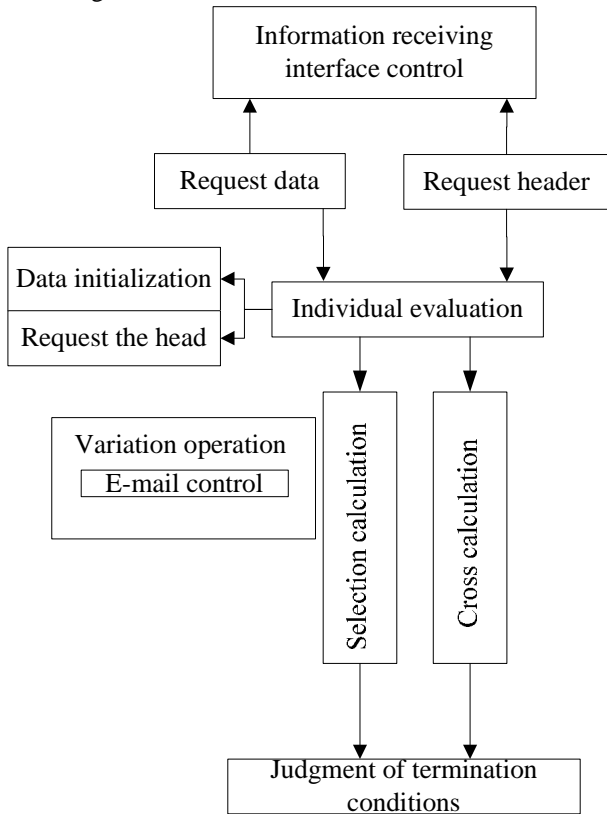 Information receiving
interface control
Request data
Request header
Data initialization
Individual evaluation
Request the head
Variation operation
E-mail control
Selection calculation
Cross calculation
Judgment of termination
conditions